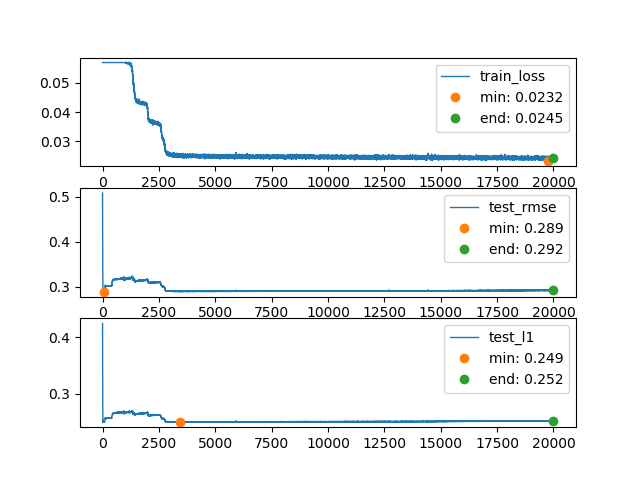 0.05
0.04
0.03
train_loss
min: 0.0232
end: 0.0245
0 2500 5000 7500 10000 12500 15000 17500 20000
0.5
0.4
0.3
test_rmse
min: 0.289
end: 0.292
0 2500 5000 7500 10000 12500 15000 17500 20000
0.4
0.3
test_l1
min: 0.249
end: 0.252
0 2500 5000 7500 10000 12500 15000 17500 20000